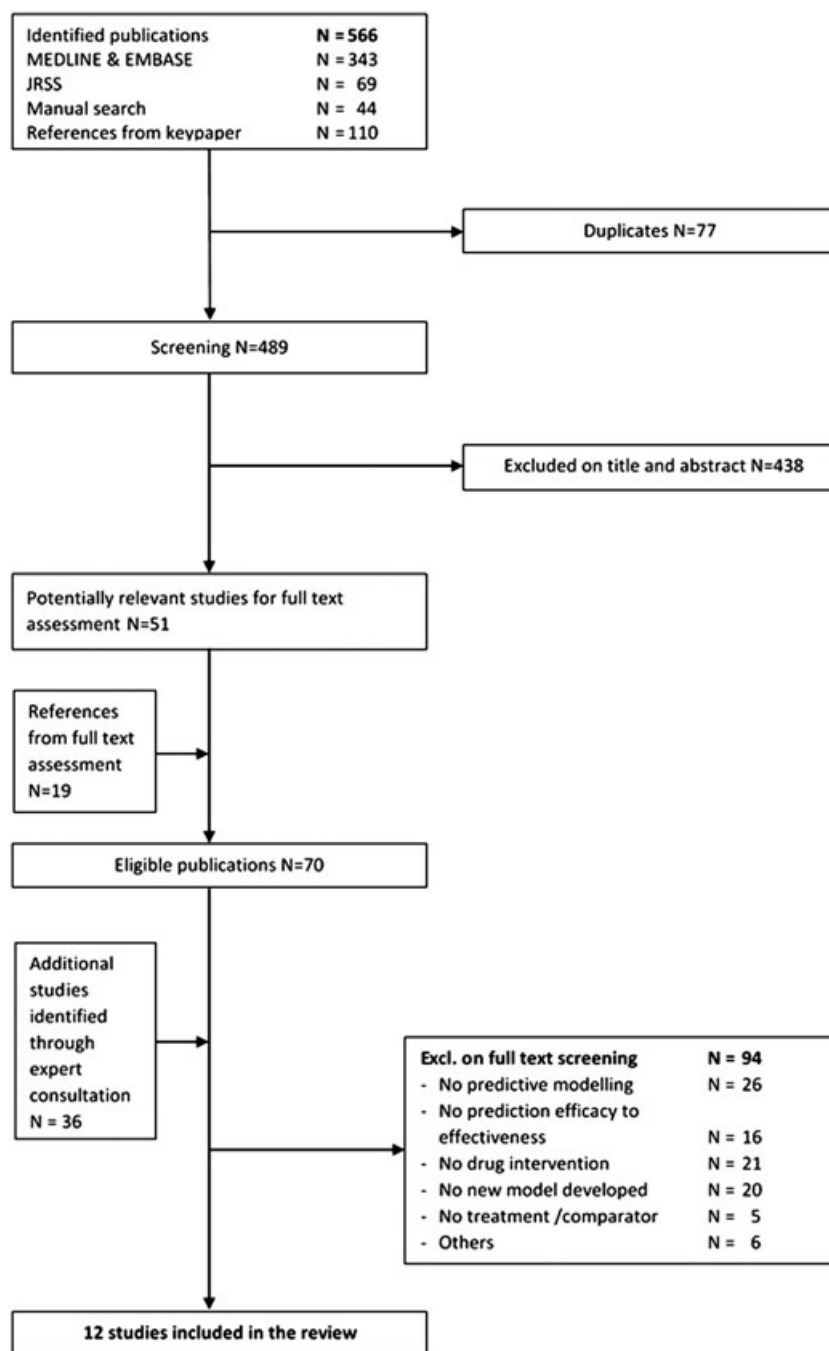 Identified publications N = 566
MEDLINE & EMBASE N = 343
JRSS N = 69
Manual search N = 44
References from keypaper N = 110
Duplicates N=77
Screening N=489
Excluded on title and abstract N=438
Potentially relevant studies for full text
assessment N=51
References
from full text
assessment
N=19
Eligible publications N=70
Additional
studies
identified
through
expert
consultation
N = 36
Excl. on full text screening N = 94
- No predictive modelling N = 26
- No prediction efficacy to
effectiveness N = 16
- No drug intervention N = 21
- No new model developed N = 20
- No treatment /comparator N = 5
- Others N = 6
12 studies included in the review